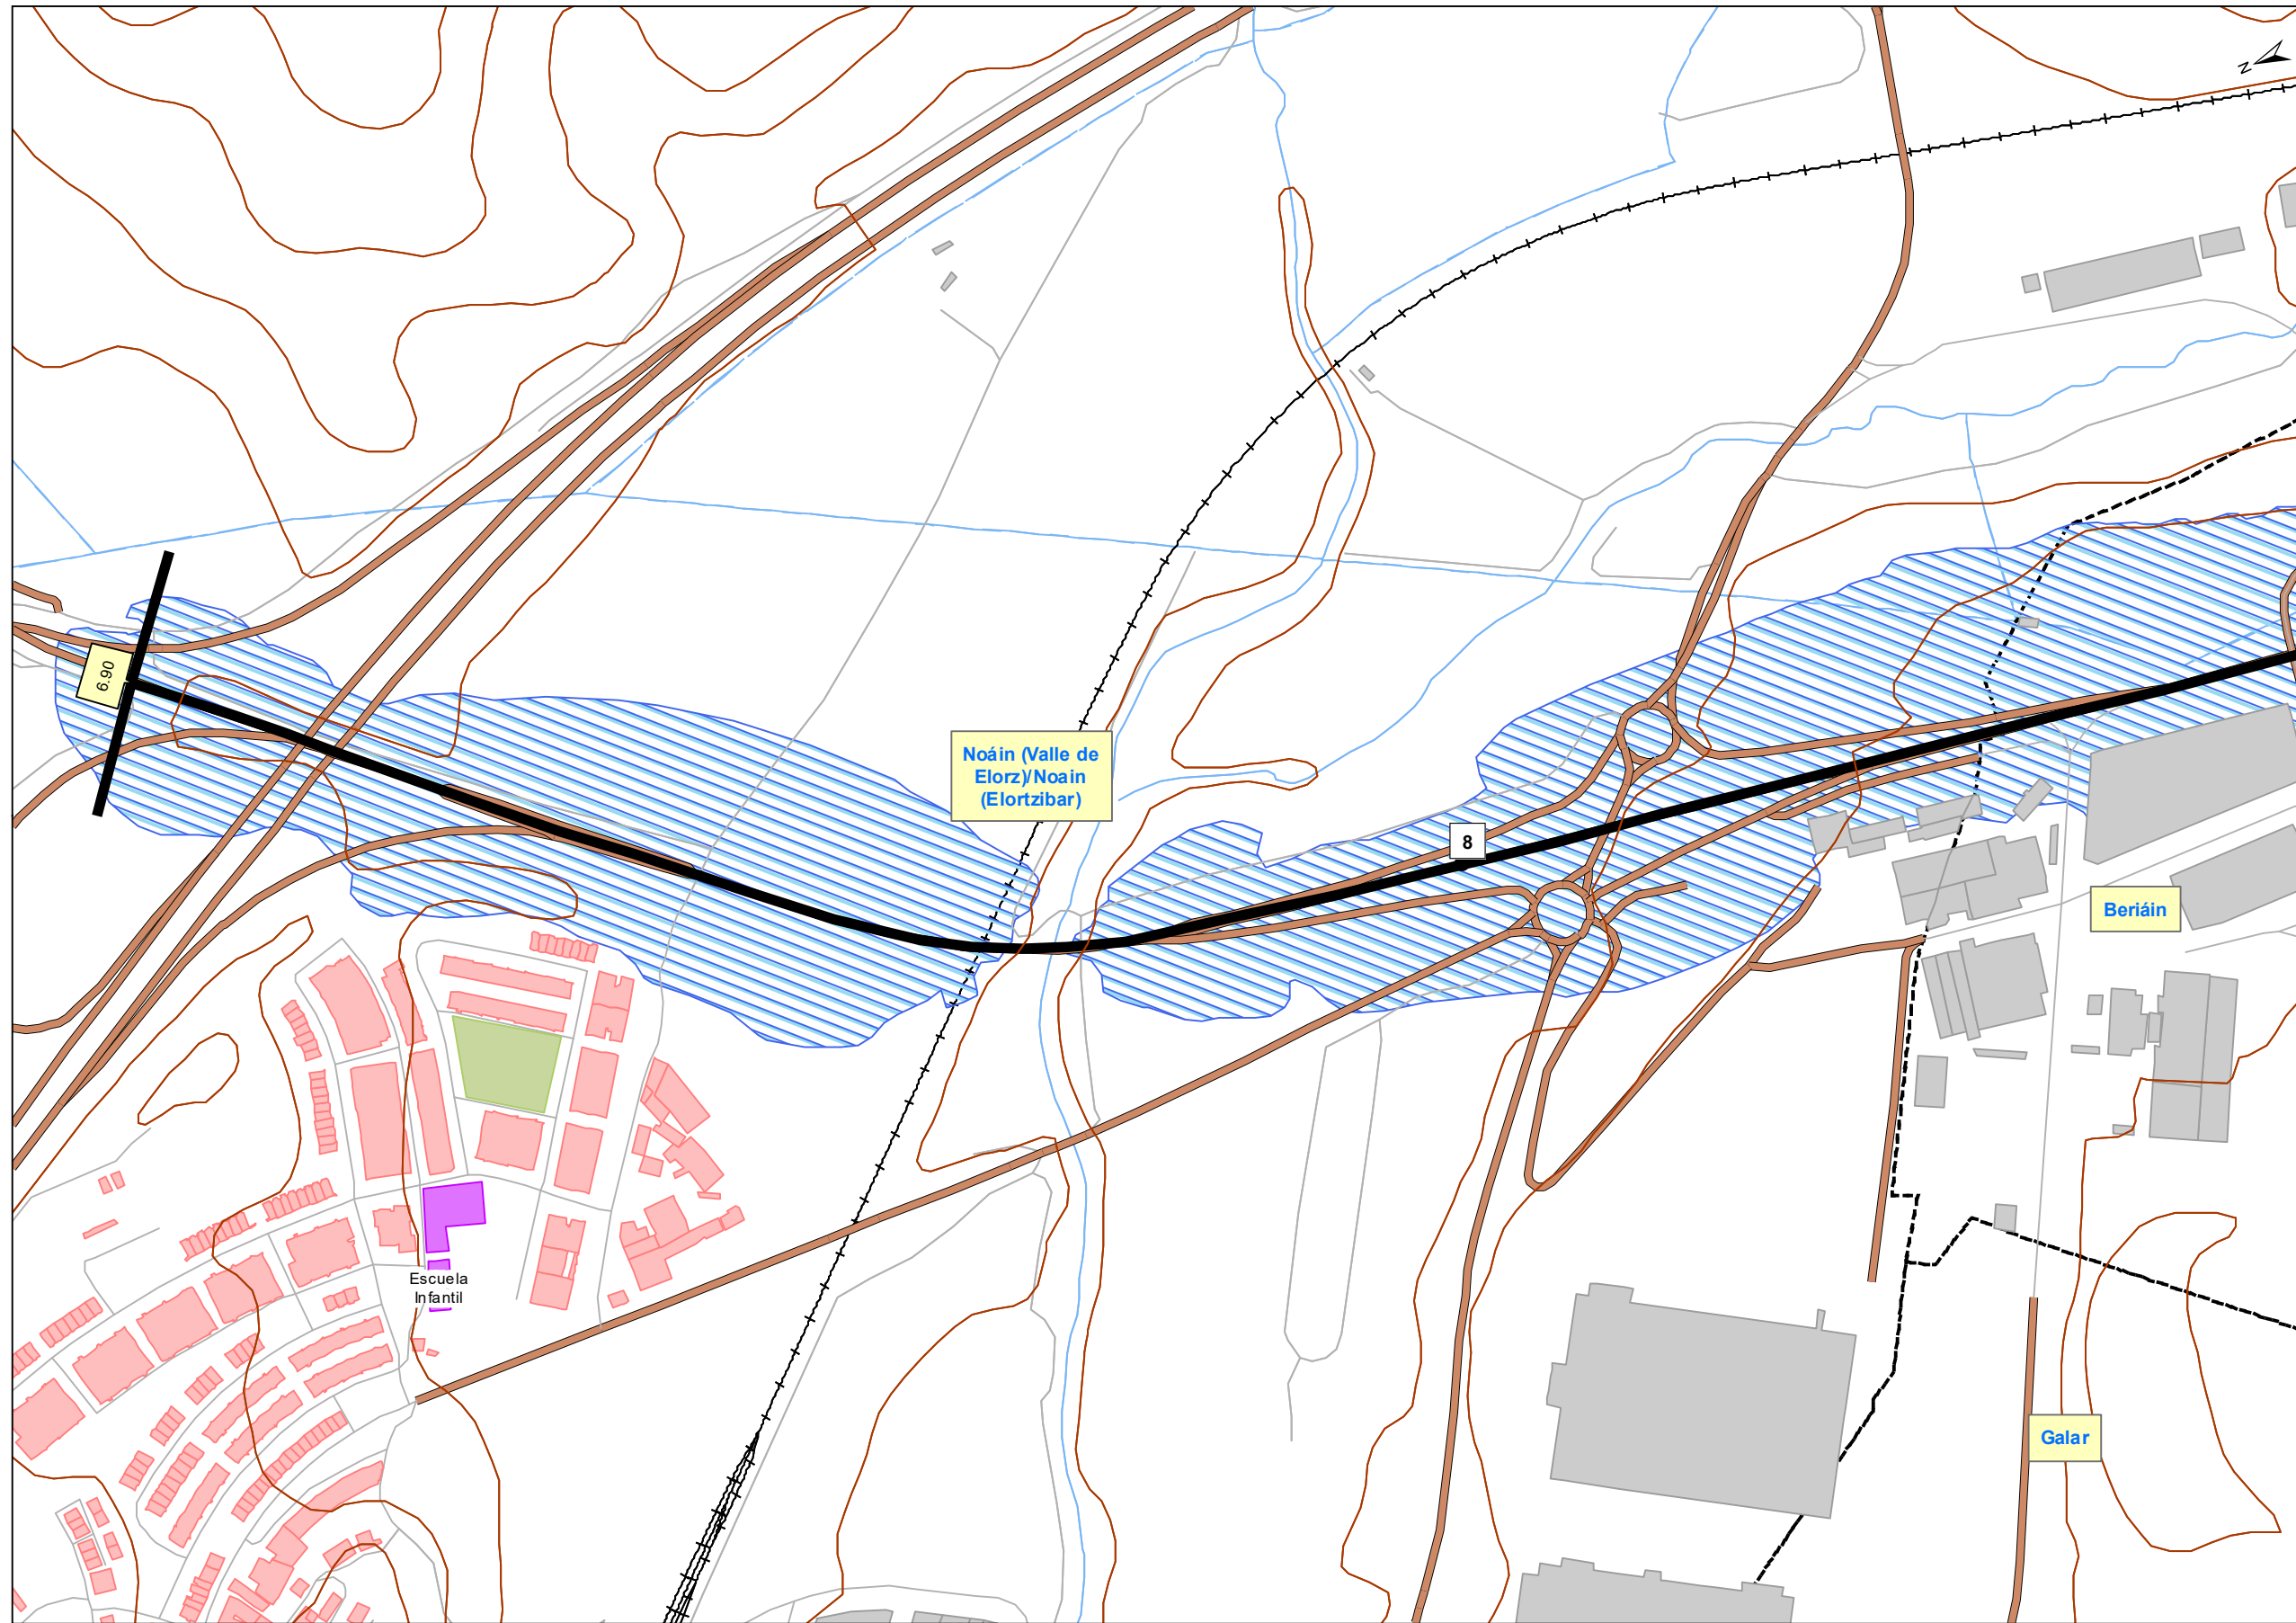 N
6.90
Noáin (Valle de
Elorz)/Noain
(Elortzibar)
8
Beriáin
Escuela
Infantil
Galar